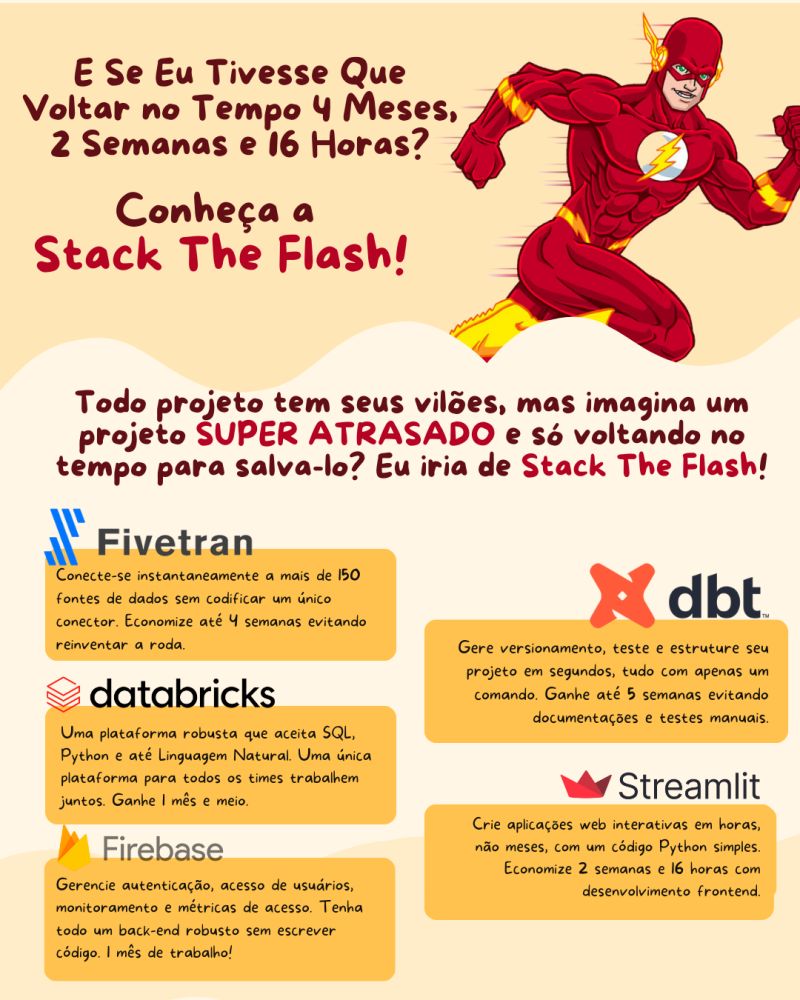 E Se Eu Tivesse Que
Voltar no Tempo 4 Meses,
2 Semanas e 16 Horas?
Conheça a
Stack The Flash!
Todo projeto tem seus vilões, mas imagina um
projeto SUPER ATRASADO e só voltando no
tempo para salva-lo? Eu iria de Stack The Flash!
Fivetran
Conecte-se instantaneamente a mais de 150
fontes de dados sem codificar um único
conector. Economize até 4 semanas evitando
reinventar a roda.
dbt
TM
Gere versionamento, teste e estruture seu
projeto em segundos, tudo com apenas um
comando. Ganhe até 5 semanas evitando
documentações e testes manuais.
databricks
Uma plataforma robusta que aceita SQL,
Python e até Linguagem Natural. Uma única
plataforma para todos os times trabalhem
juntos. Ganhe 1 mês e meio.
Streamlit
Crie aplicações web interativas em horas,
não meses, com um código Python simples.
Economize 2 semanas e 16 horas com
desenvolvimento frontend.
Firebase
Gerencie autenticação, acesso de usuários,
monitoramento e métricas de acesso. Tenha
todo um back-end robusto sem escrever
código. 1 mês de trabalho!